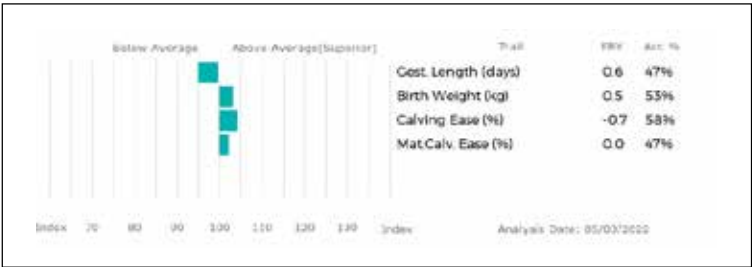 Below Average Above Average[Superior] Trait EBV Acc. %
Gest. Length (days) 0.6 47%
Birth Weight (kg) 0.5 53%
Calving Ease (%) -0.7 58%
Mat.Calv. Ease (%) 0.0 47%
Index 70 80 90 100 110 120 130 Index Analysis Date: 05/03/2022